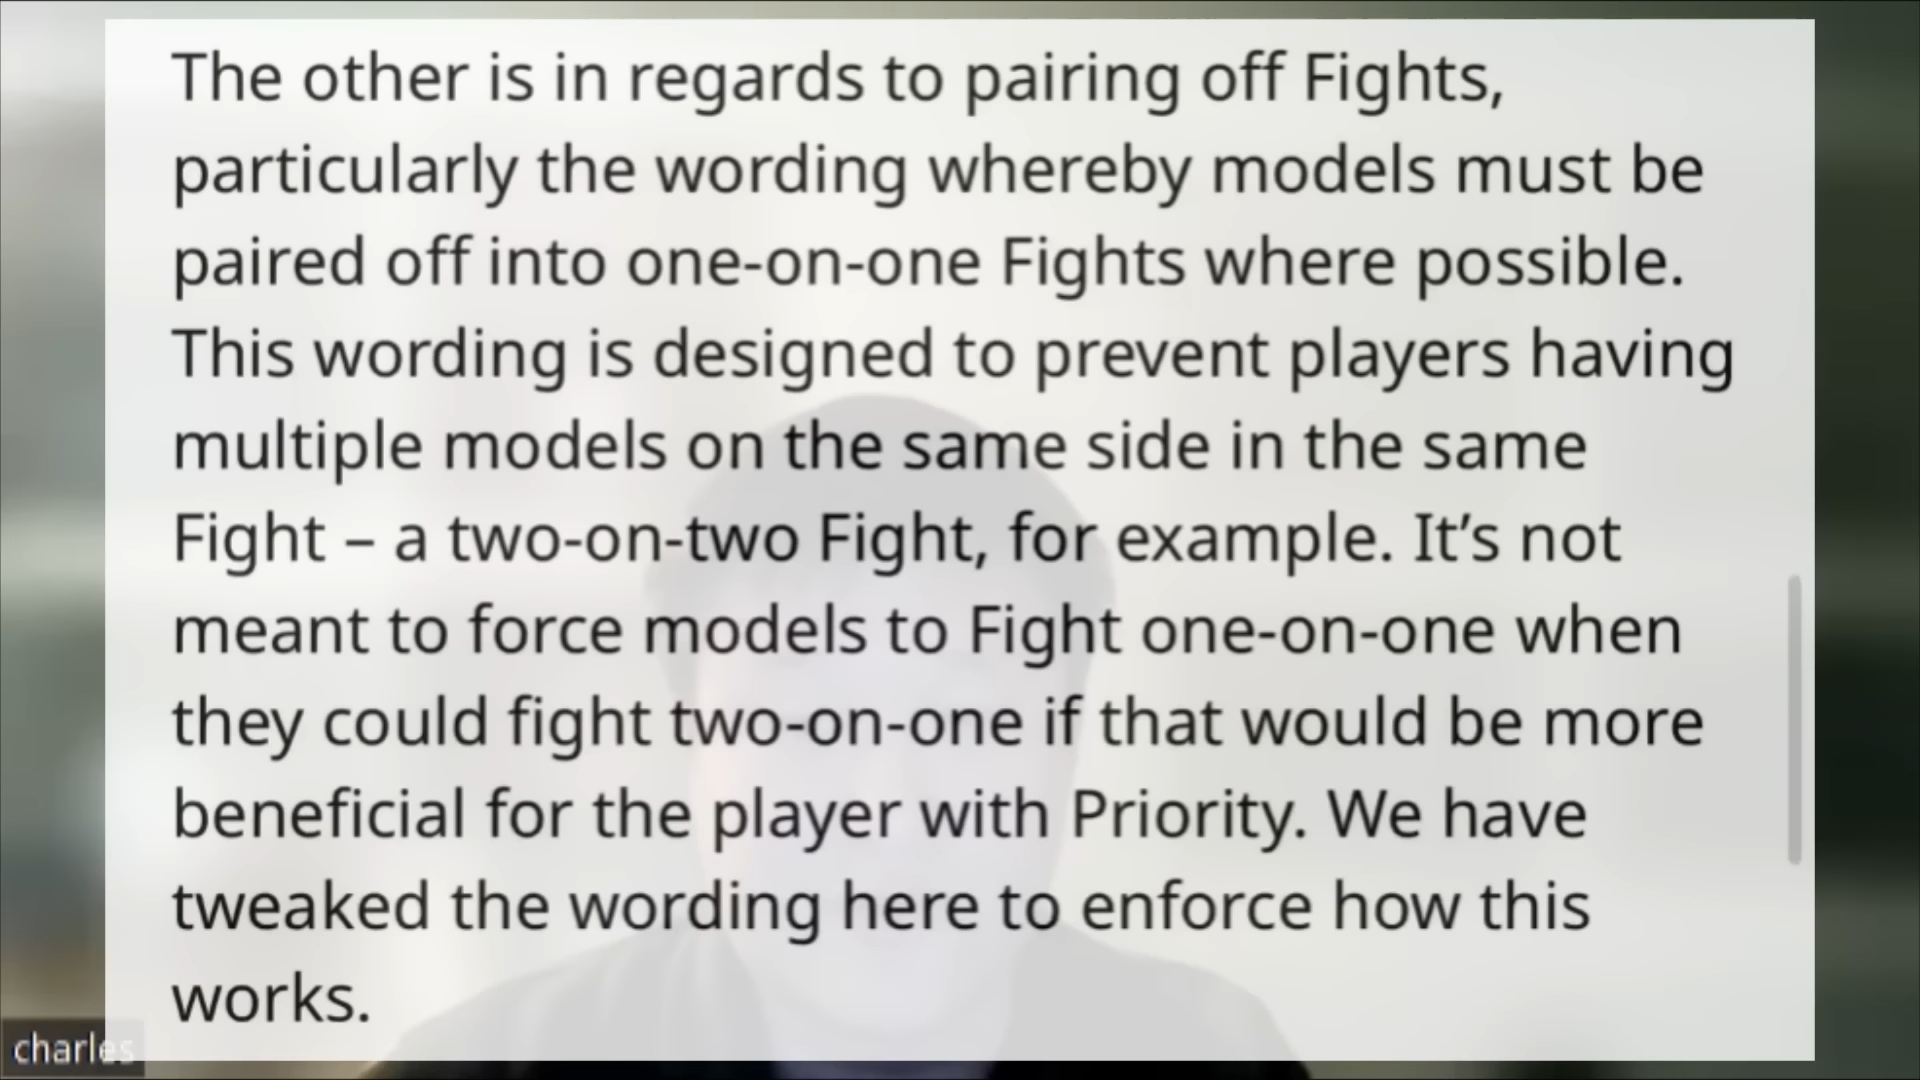 The other is in regards to pairing off Fights,
particularly the wording whereby models must be
paired off into one-on-one Fights where possible.
This wording is designed to prevent players having
multiple models on the same side in the same
Fight – a two-on-two Fight, for example. It’s not
meant to force models to Fight one-on-one when
they could fight two-on-one if that would be more
beneficial for the player with Priority. We have
tweaked the wording here to enforce how this
works.
charles